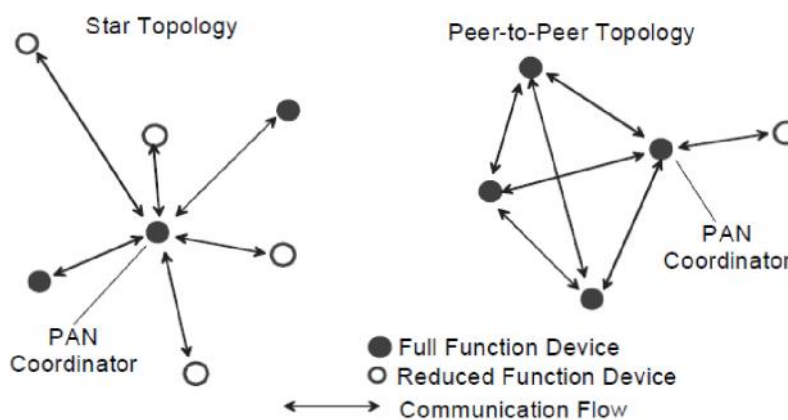 Star Topology
Peer-to-Peer Topology
PAN
Coordinator
PAN
Coordinator
Full Function Device
Reduced Function Device
Communication Flow